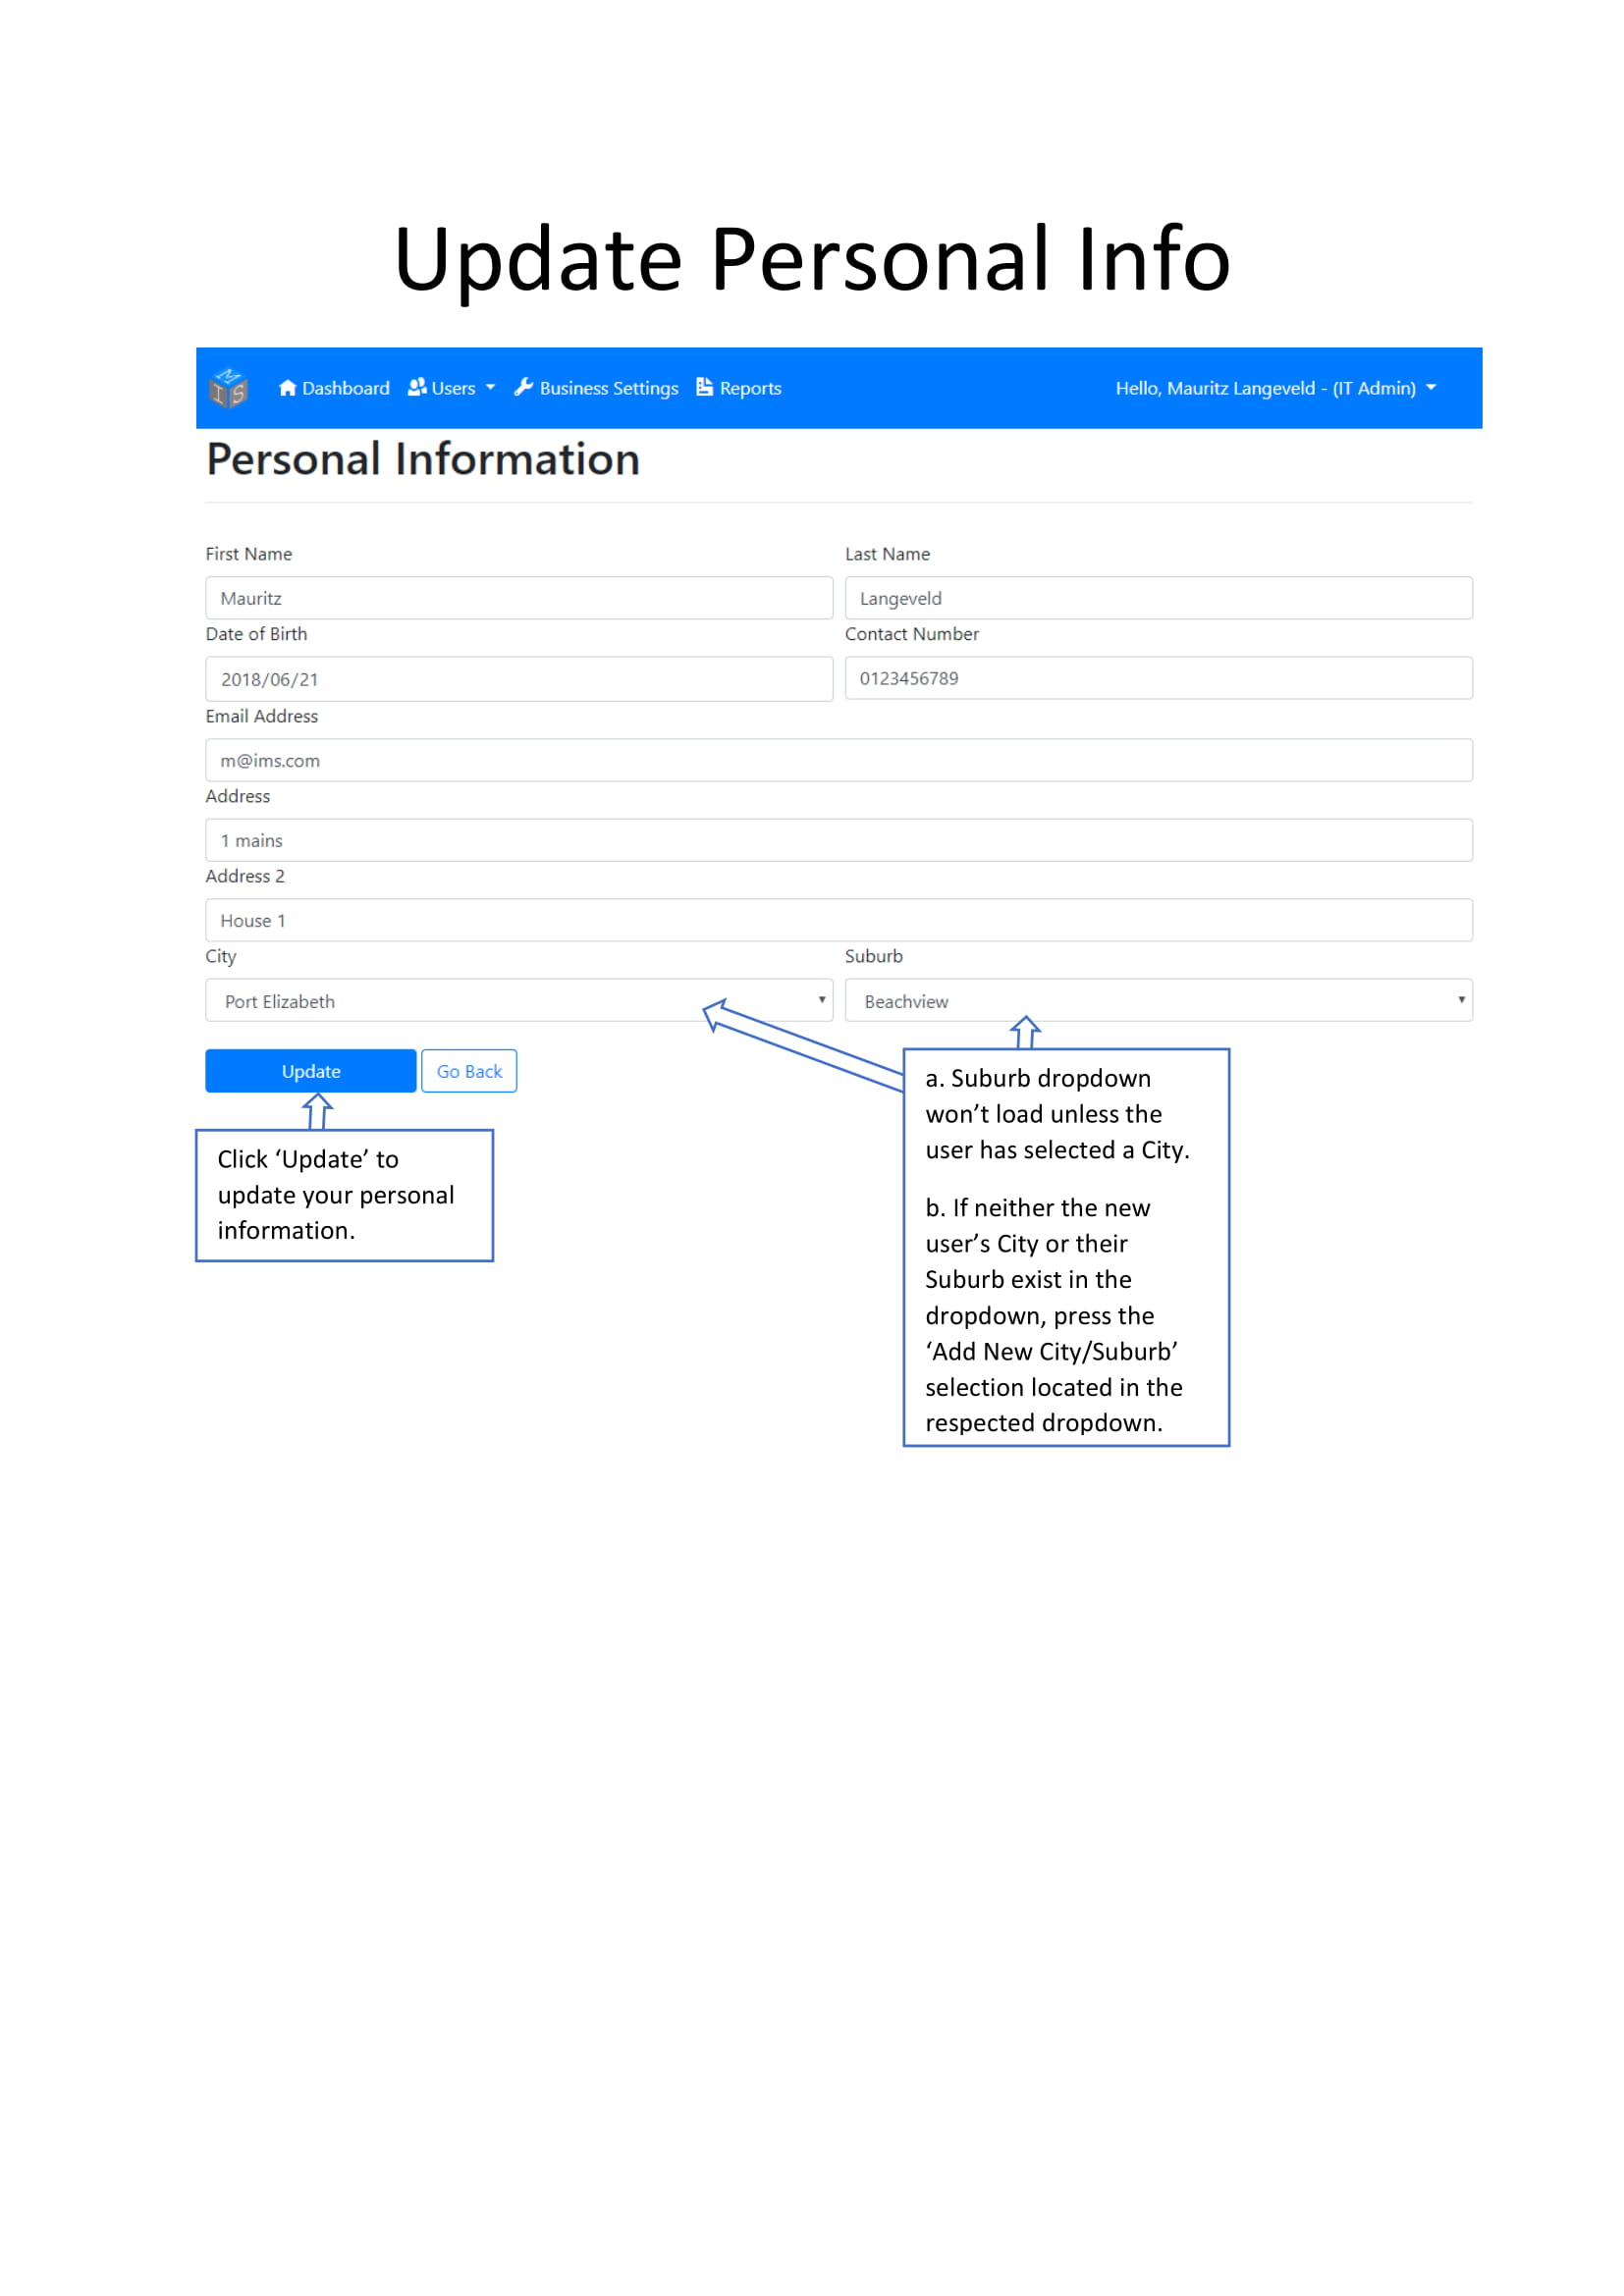 Update Personal Info
MIS Dashboard Users Business Settings Reports Hello, Mauritz Langeveld - (IT Admin)
Personal Information
First Name Last Name
Mauritz Langeveld
Date of Birth Contact Number
2018/06/21 0123456789
Email Address
m@ims.com
Address
1 mains
Address 2
House 1
City Suburb
Port Elizabeth Beachview
Update Go Back
Click ‘Update’ to
update your personal
information.
a. Suburb dropdown
won’t load unless the
user has selected a City.
b. If neither the new
user’s City or their
Suburb exist in the
dropdown, press the
‘Add New City/Suburb’
selection located in the
respected dropdown.